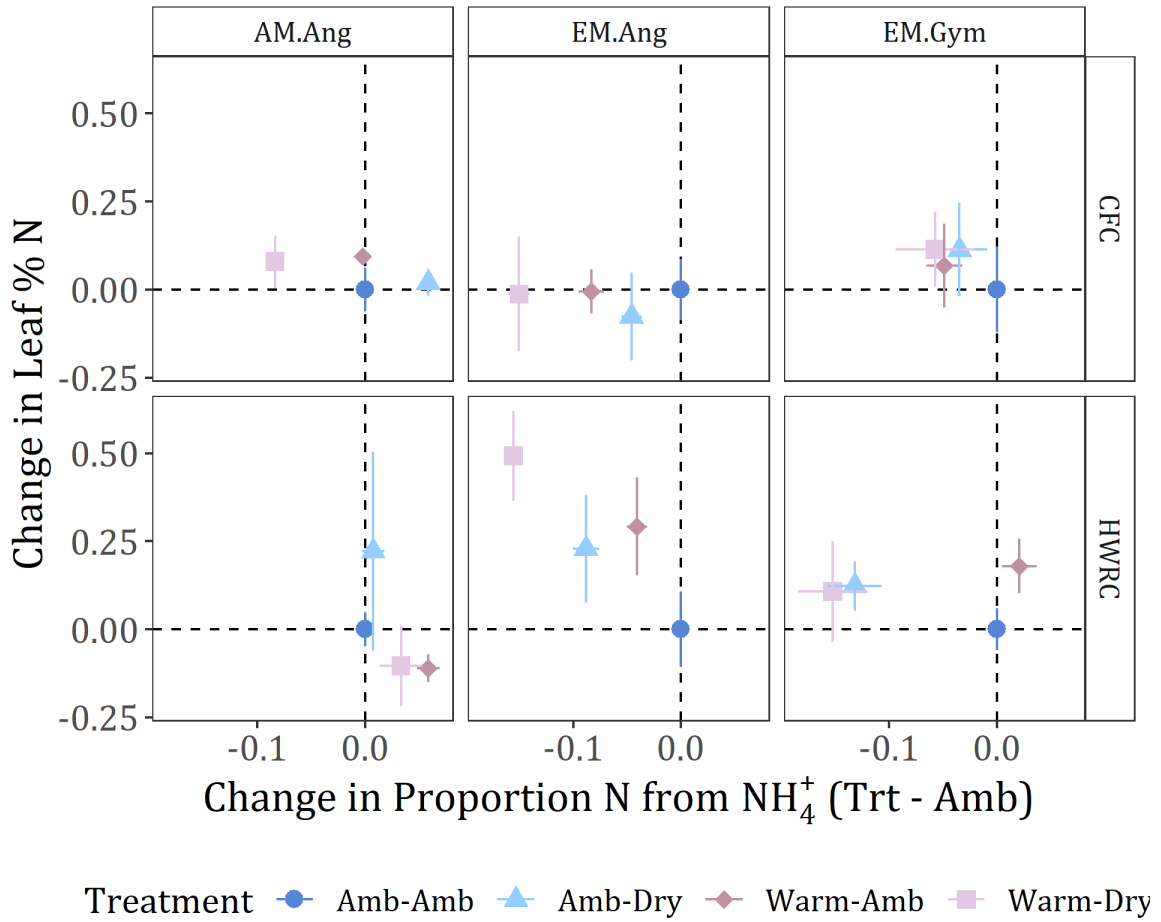 AM.Ang EM.Ang EM.Gym
0.50
0.25
0.00
-0.25
CFC
0.50
0.25
0.00
-0.25
HWRC
Change in Leaf % N
-0.1 0.0 -0.1 0.0 -0.1 0.0
Change in Proportion N from NH₄⁺ (Trt - Amb)
Treatment Amb-Amb Amb-Dry Warm-Amb Warm-Dry